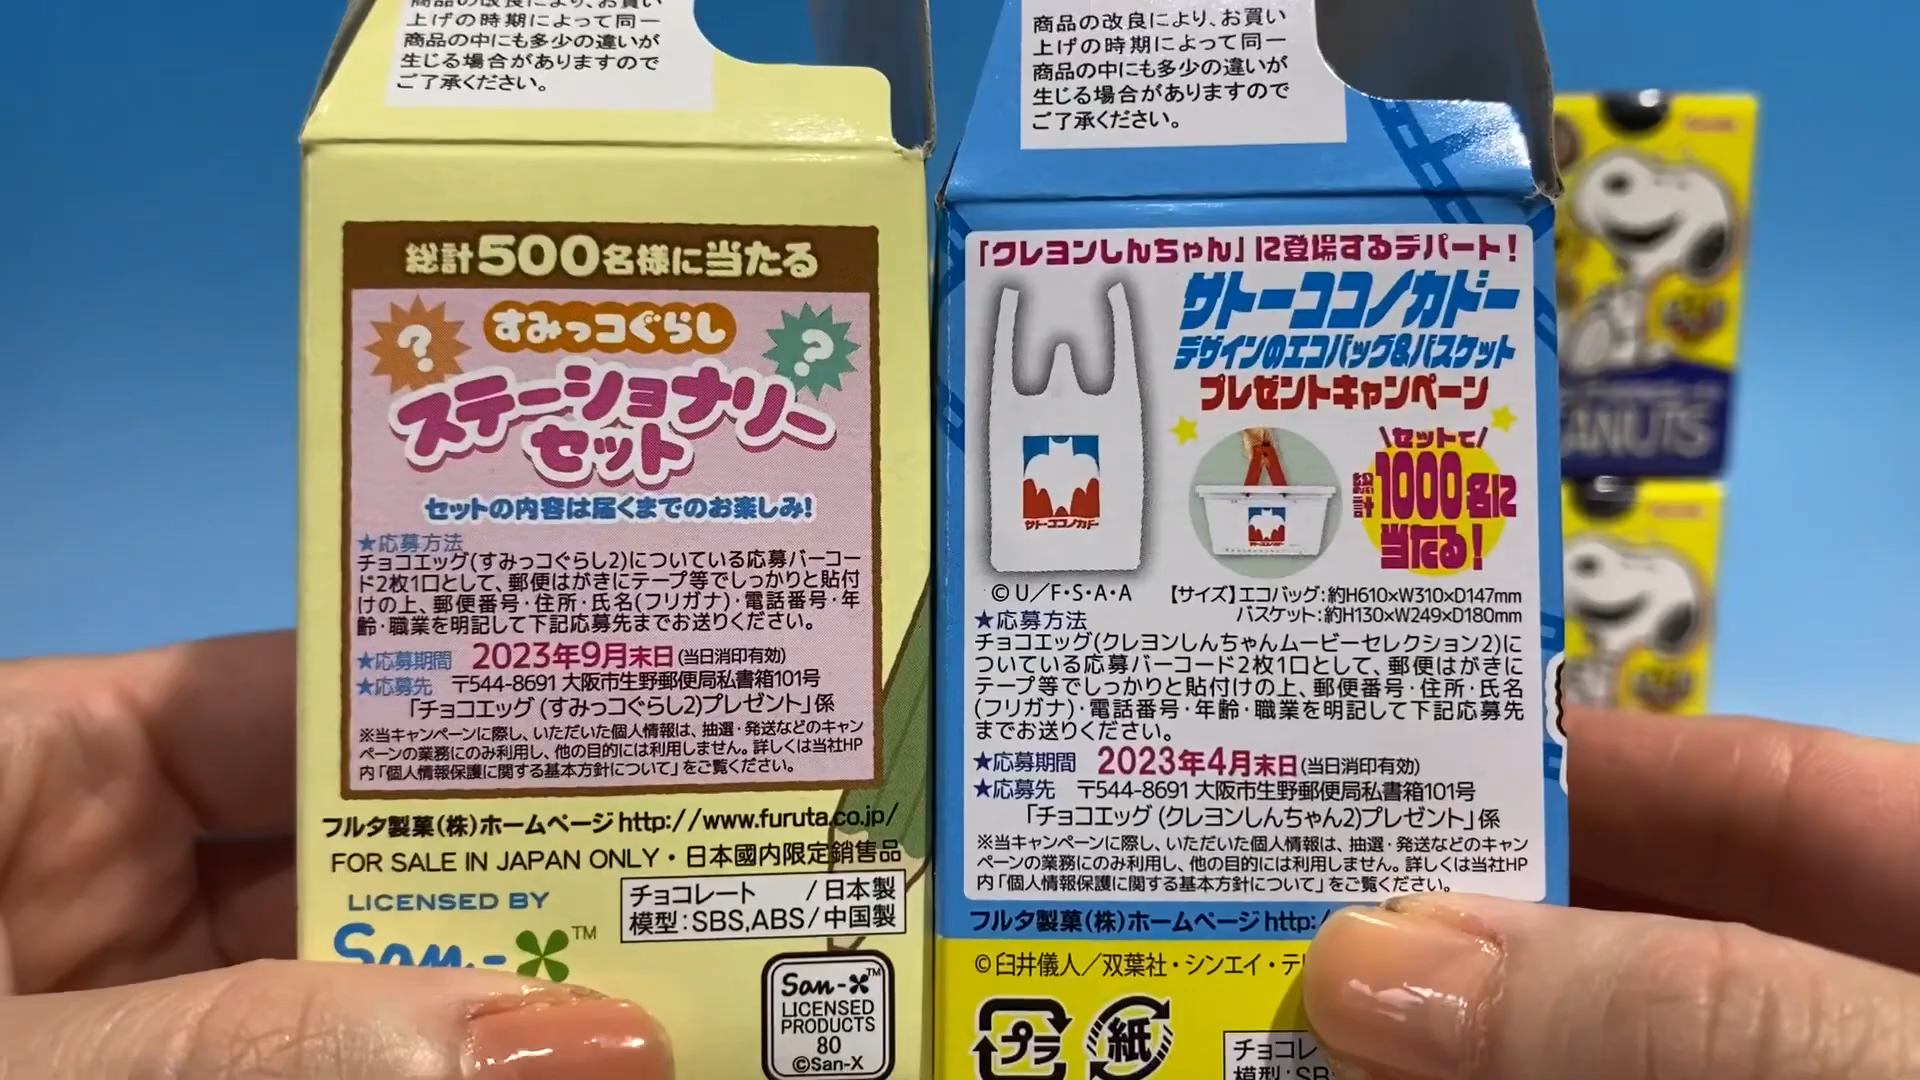 商品の改良により、お買い
上げの時期によって同一
商品の中にも多少の違いが
生じる場合がありますので
ご了承ください。
総計500名様に当たる
?
すみっコぐらし
?
ステーショナリー
セット
セットの内容は届くまでのお楽しみ!
★応募方法
チョコエッグ(すみっコぐらし2)についている応募バーコー
ド2枚1口として、郵便はがきにテープ等でしっかりと貼付
けの上、郵便番号・住所・氏名(フリガナ)・電話番号・年
齢・職業を明記して下記応募先までお送りください。
★応募期間 2023年9月末日(当日消印有効)
★応募先 〒544-8691 大阪市生野郵便局私書箱101号
「チョコエッグ(すみっコぐらし2)プレゼント」係
※当キャンペーンに際し、いただいた個人情報は、抽選・発送などのキャン
ペーンの業務にのみ利用し、他の目的には利用しません。詳しくは当社HP
内「個人情報保護に関する基本方針について」をご覧ください。
フルタ製菓(株)ホームページ http://www.furuta.co.jp/
FOR SALE IN JAPAN ONLY・日本國内限定銷售品
LICENSED BY
San-X™
チョコレート /日本製
模型:SBS,ABS/中国製
San-X™
LICENSED
PRODUCTS
80
©San-X
商品の改良により、お買い
上げの時期によって同一
商品の中にも多少の違いが
生じる場合がありますので
ご了承ください。
「クレヨンしんちゃん」に登場するデパート!
サトーココノカドー
デザインのエコバッグ&バスケット
プレゼントキャンペーン
サトーココノカドー
サトーココノカドー
\セットで/
総計1000名に
当たる!
©U/F・S・A・A
【サイズ】エコバッグ:約H610×W310×D147mm
バスケット:約H130×W249×D180mm
★応募方法
チョコエッグ(クレヨンしんちゃんムービーセレクション2)に
ついている応募バーコード2枚1口として、郵便はがきに
テープ等でしっかりと貼付けの上、郵便番号・住所・氏名
(フリガナ)・電話番号・年齢・職業を明記して下記応募先
までお送りください。
★応募期間 2023年4月末日(当日消印有効)
★応募先 〒544-8691 大阪市生野郵便局私書箱101号
「チョコエッグ(クレヨンしんちゃん2)プレゼント」係
※当キャンペーンに際し、いただいた個人情報は、抽選・発送などのキャン
ペーンの業務にのみ利用し、他の目的には利用しません。詳しくは当社HP
内「個人情報保護に関する基本方針について」をご覧ください。
フルタ製菓(株)ホームページ http:/
©臼井儀人/双葉社・シンエイ・テ
プラ
紙
チョコレ
模型:SB
PEANUTS